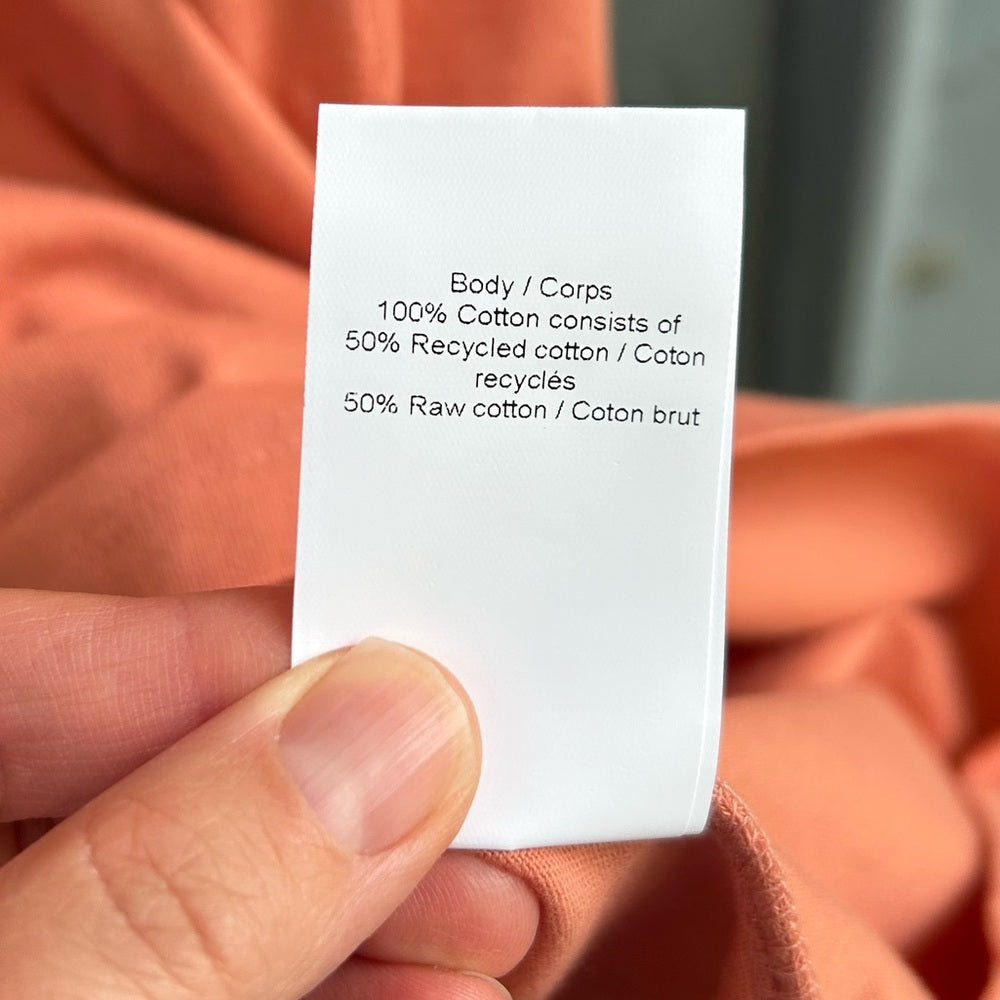 Body / Corps
100% Cotton consists of
50% Recycled cotton / Coton
recyclés
50% Raw cotton / Coton brut